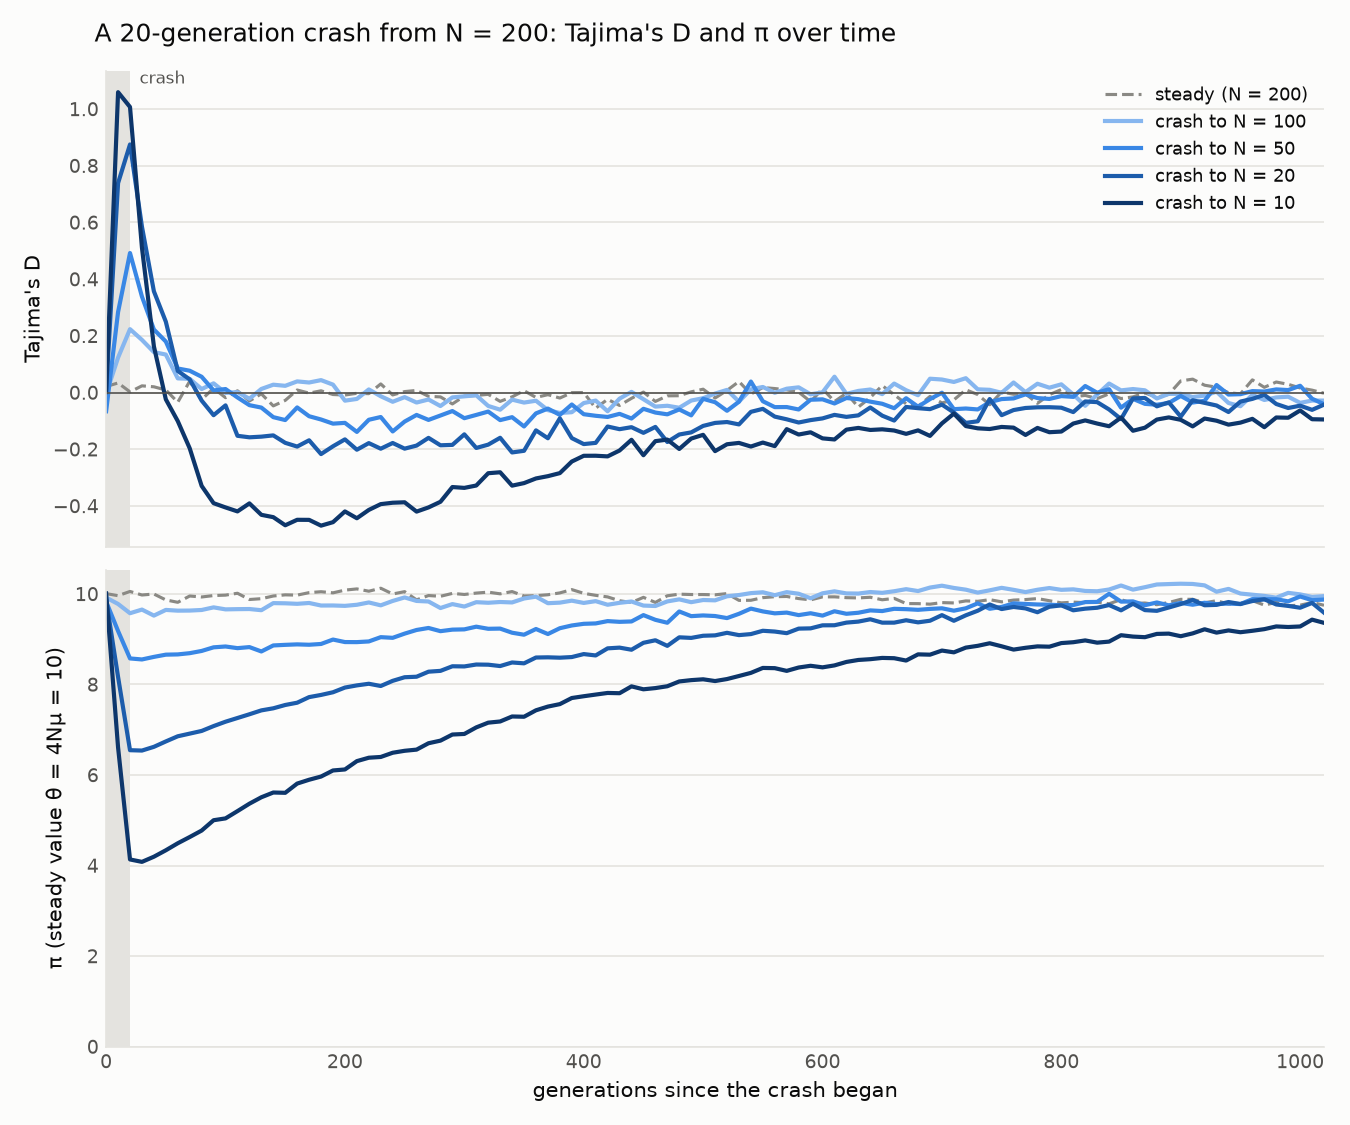 A 20-generation crash from N = 200: Tajima's D and π over time
crash
steady (N = 200)
crash to N = 100
crash to N = 50
crash to N = 20
crash to N = 10
Tajima's D
1.0
0.8
0.6
0.4
0.2
0.0
−0.2
−0.4
π (steady value θ = 4Nμ = 10)
10
8
6
4
2
0
0 200 400 600 800 1000
generations since the crash began